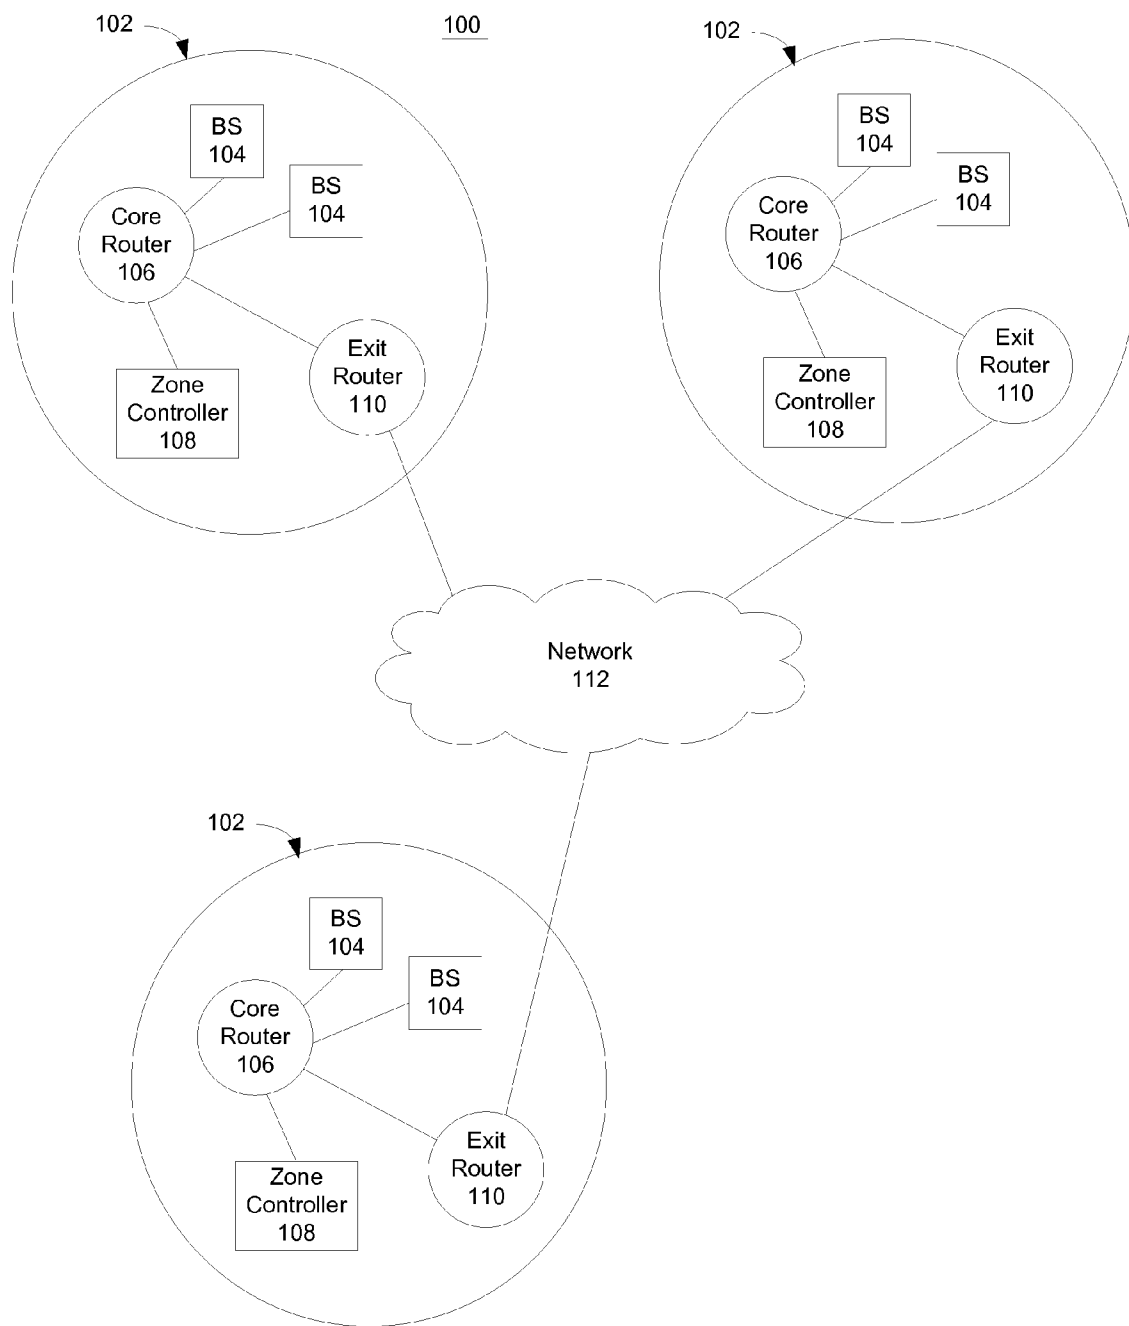 102
100
102
BS
104
BS
104
Core
Router
106
Exit
Router
110
Zone
Controller
108
BS
104
BS
104
Core
Router
106
Exit
Router
110
Zone
Controller
108
Network
112
102
BS
104
BS
104
Core
Router
106
Exit
Router
110
Zone
Controller
108